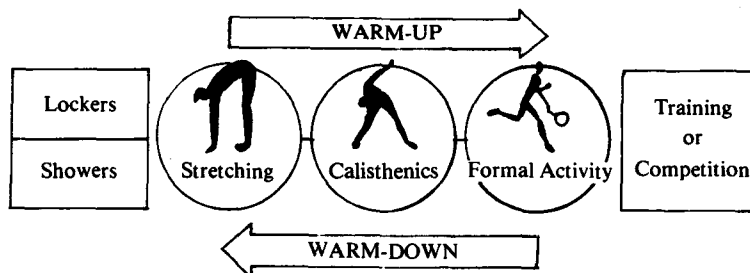 WARM-UP
Lockers
Showers
Stretching
Calisthenics
Formal Activity
Training
or
Competition
WARM-DOWN